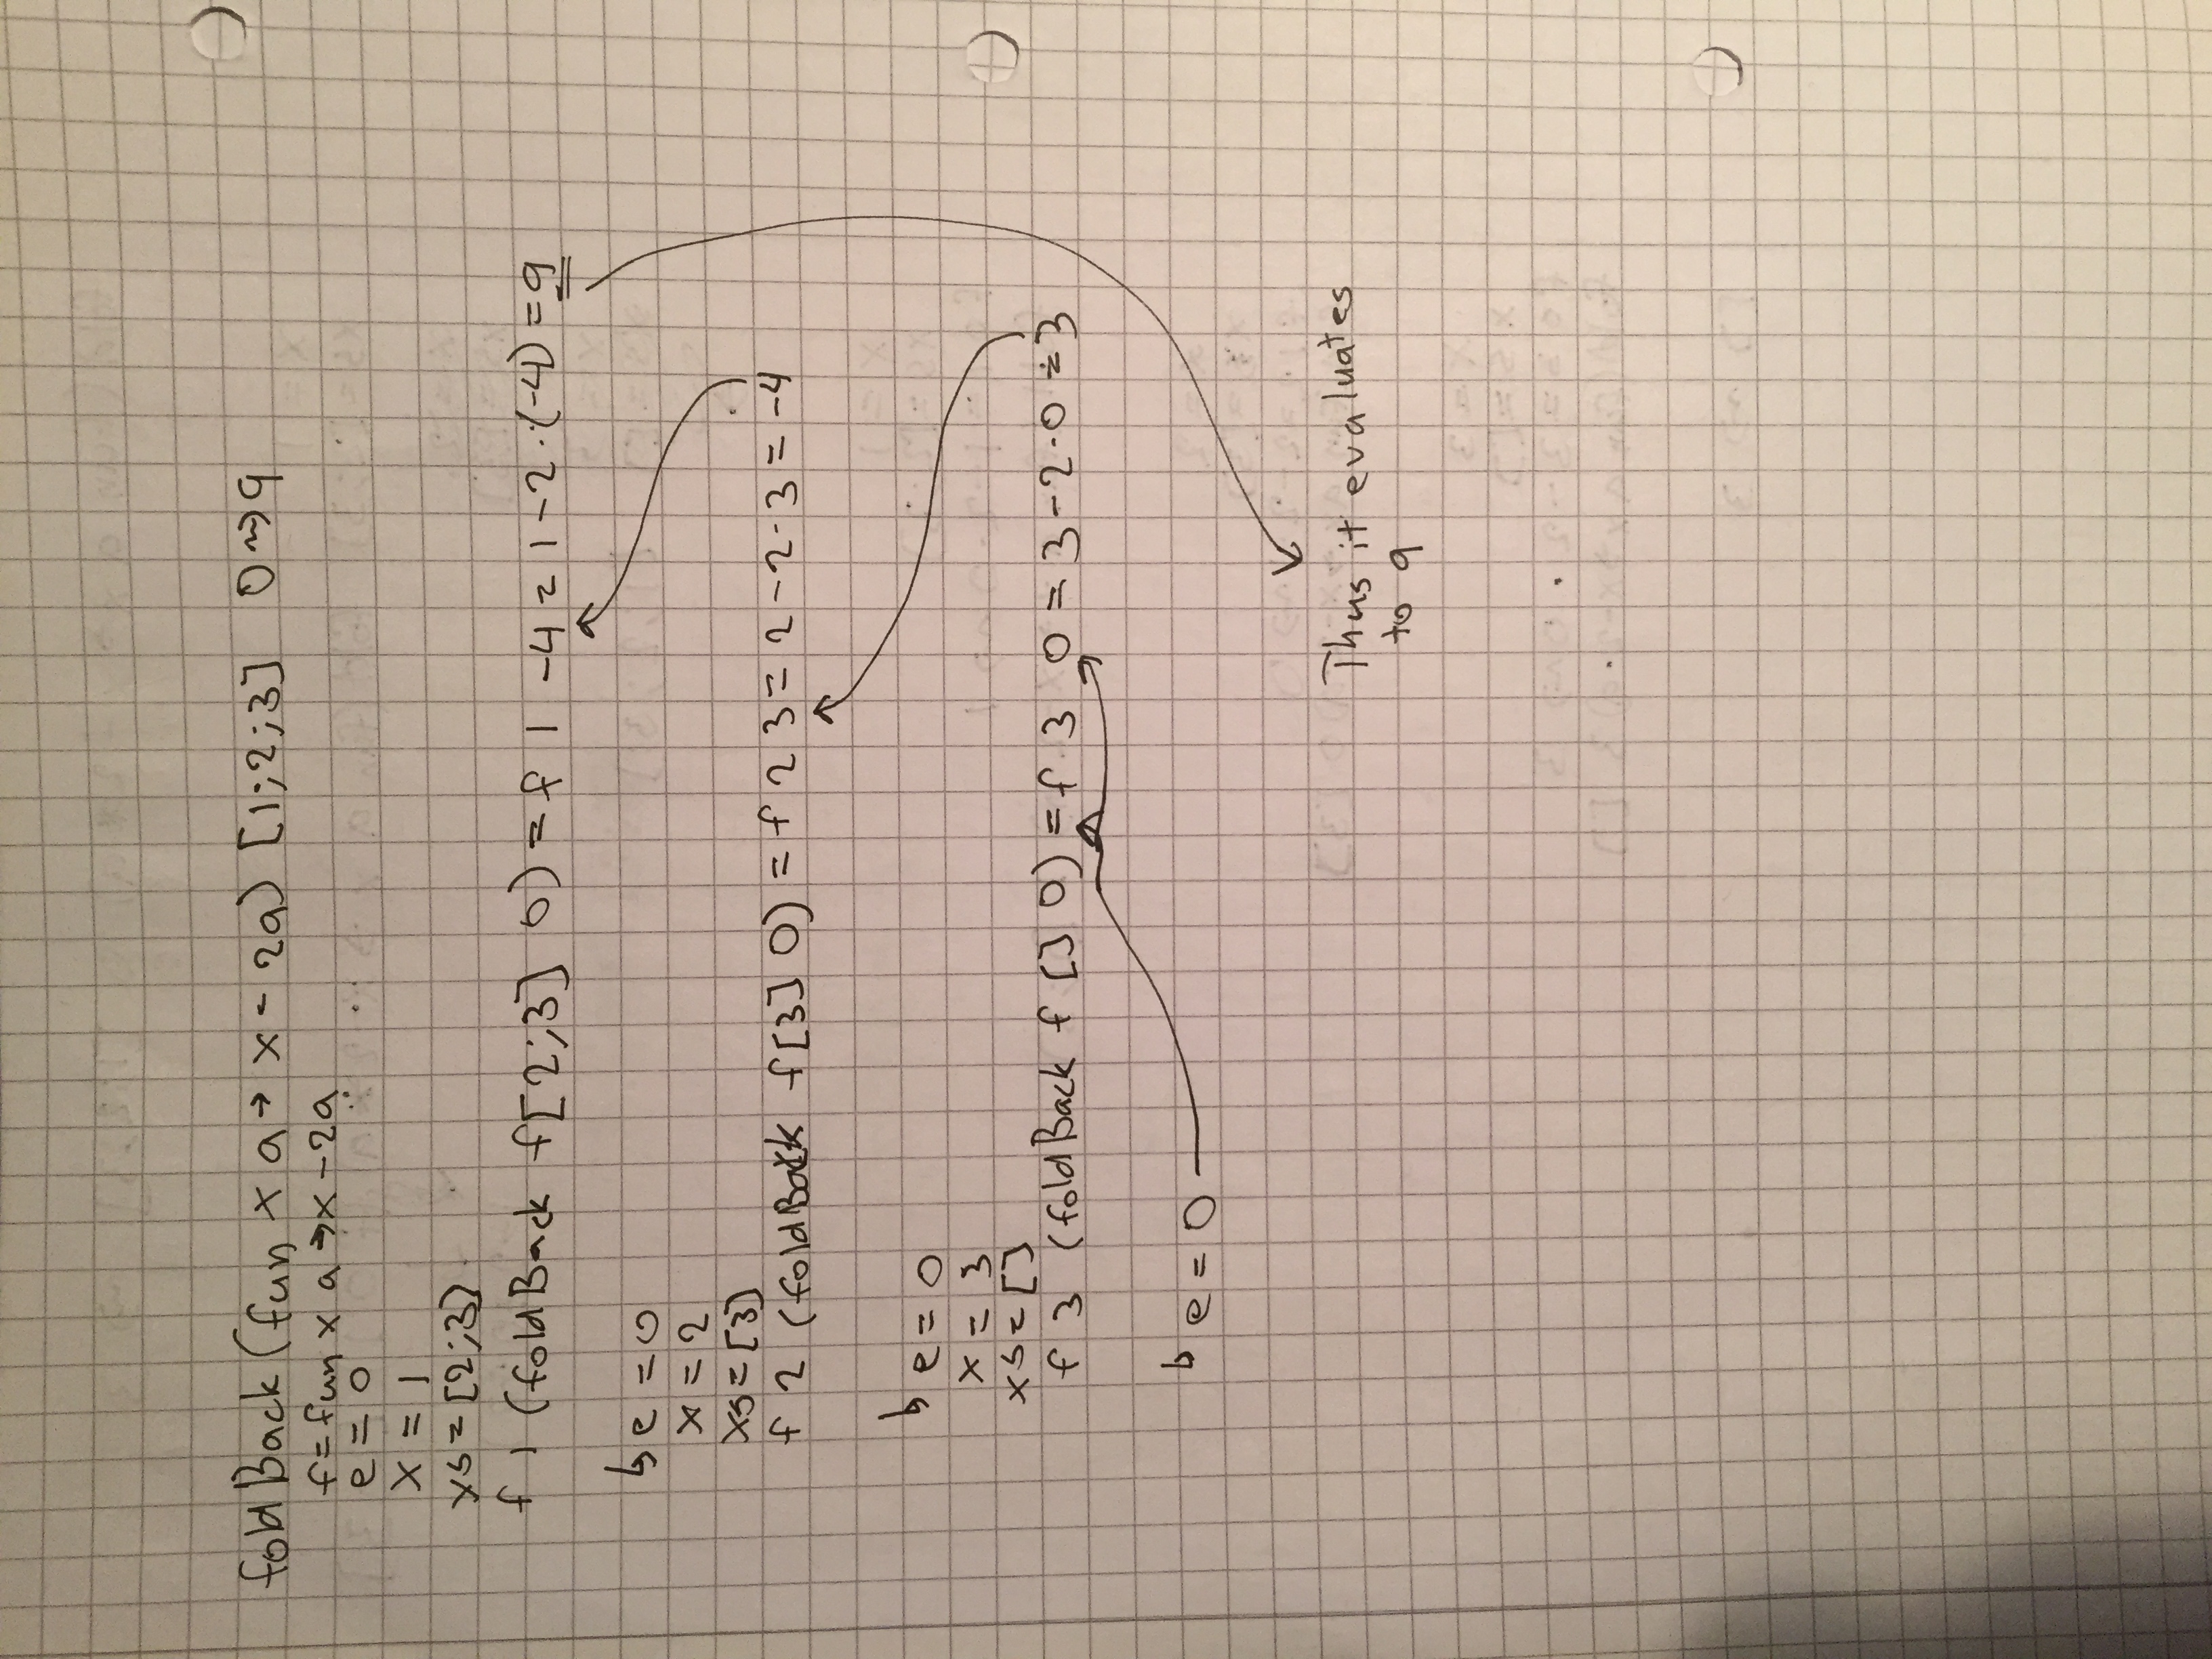 foldBack (fun x a → x - 2a) [1;2;3] 0 ⇝ 9
f = fun x a → x - 2a
e = 0
x = 1
xs = [2;3]
f 1 (foldBack f [2;3] 0) = f 1 -4 = 1 - 2 · (-4) = 9
↳ e = 0
x = 2
xs = [3]
f 2 (foldBack f [3] 0) = f 2 3 = 2 - 2 · 3 = -4
↳ e = 0
x = 3
xs = []
f 3 (foldBack f [] 0) = f 3 0 = 3 - 2 · 0 = 3
↳ e = 0
Thus it evaluates
to 9